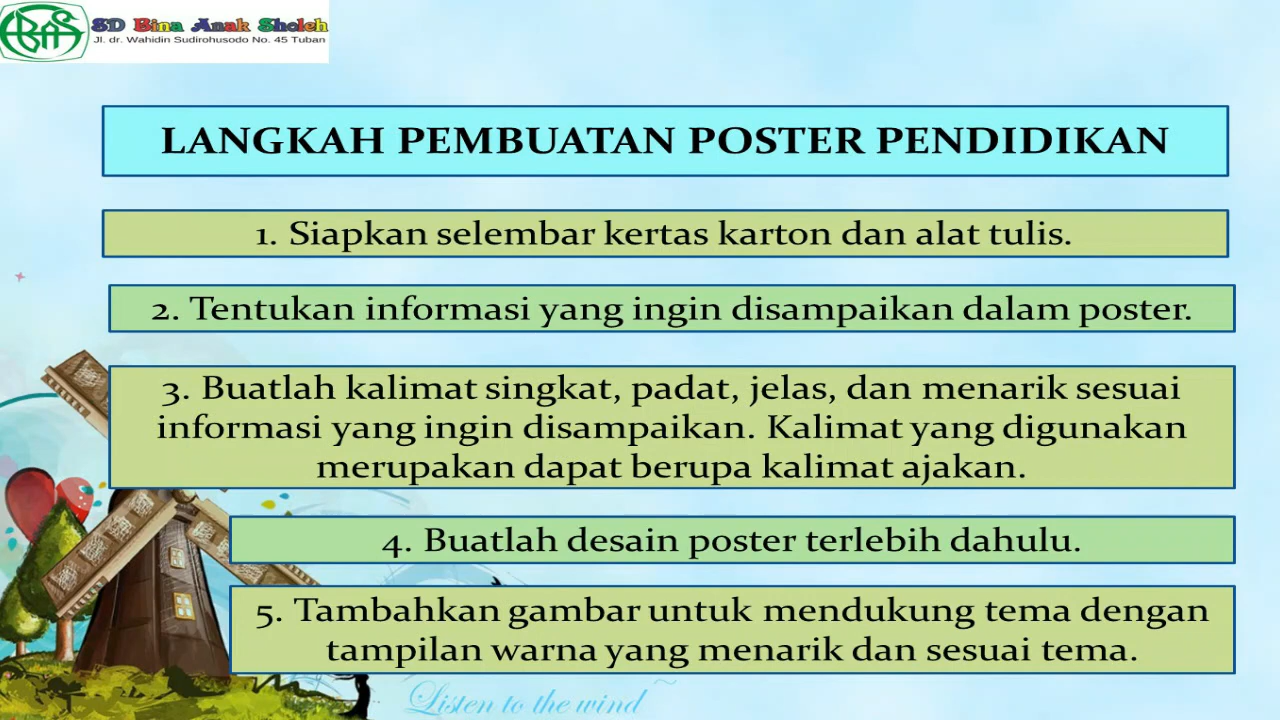 SD Bina Anak Sholeh
Jl. dr. Wahidin Sudirohusodo No. 45 Tuban
BAS
LANGKAH PEMBUATAN POSTER PENDIDIKAN
1. Siapkan selembar kertas karton dan alat tulis.
2. Tentukan informasi yang ingin disampaikan dalam poster.
3. Buatlah kalimat singkat, padat, jelas, dan menarik sesuai
informasi yang ingin disampaikan. Kalimat yang digunakan
merupakan dapat berupa kalimat ajakan.
4. Buatlah desain poster terlebih dahulu.
5. Tambahkan gambar untuk mendukung tema dengan
tampilan warna yang menarik dan sesuai tema.
Listen to the wind~